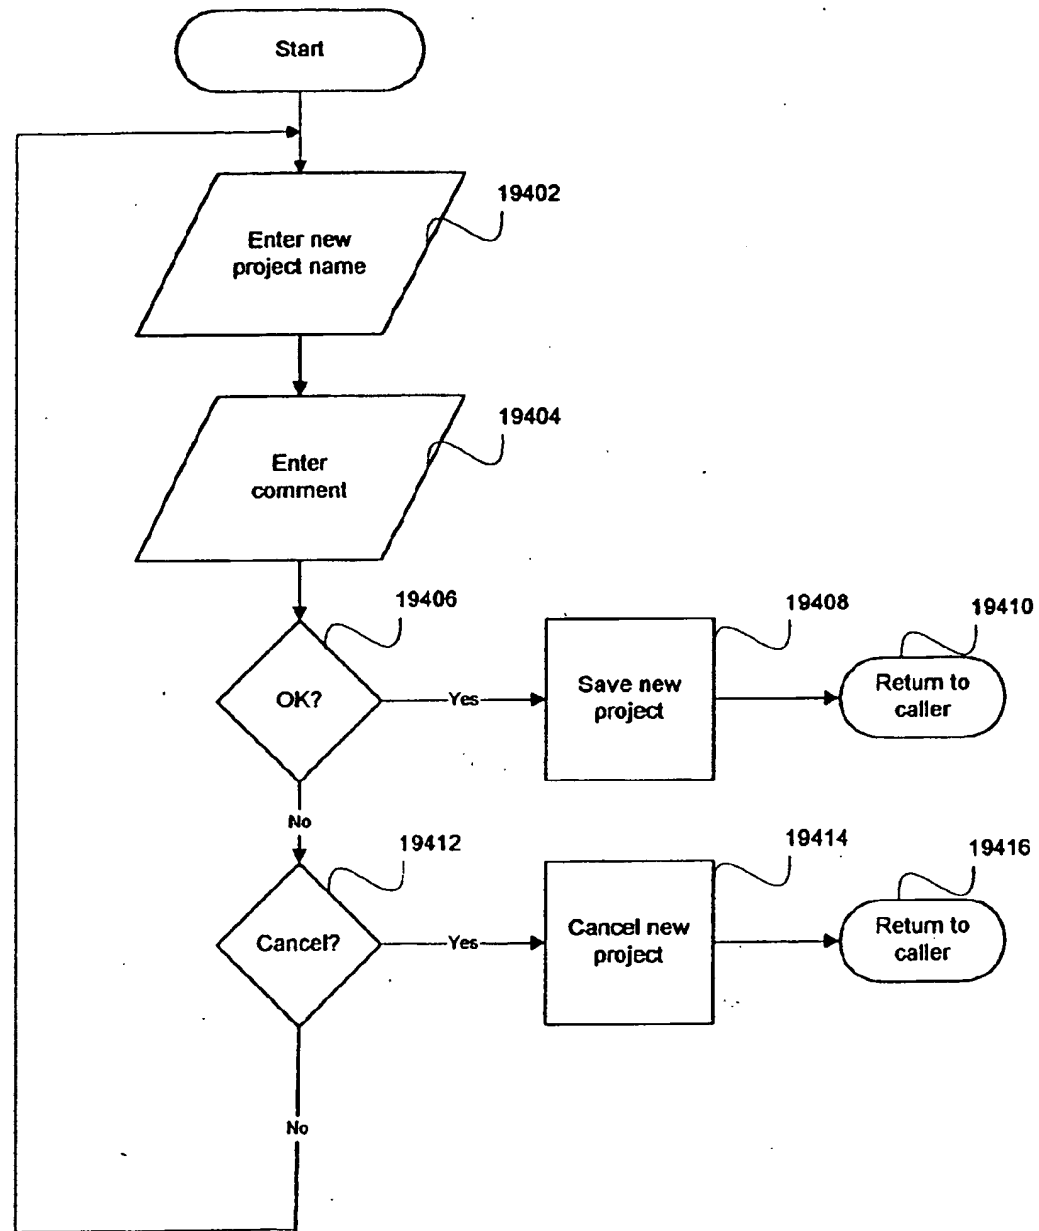 Start
19402
Enter new
project name
19404
Enter
comment
19406
OK?
Yes
19408
Save new
project
19410
Return to
caller
No
19412
Cancel?
Yes
19414
Cancel new
project
19416
Return to
caller
No